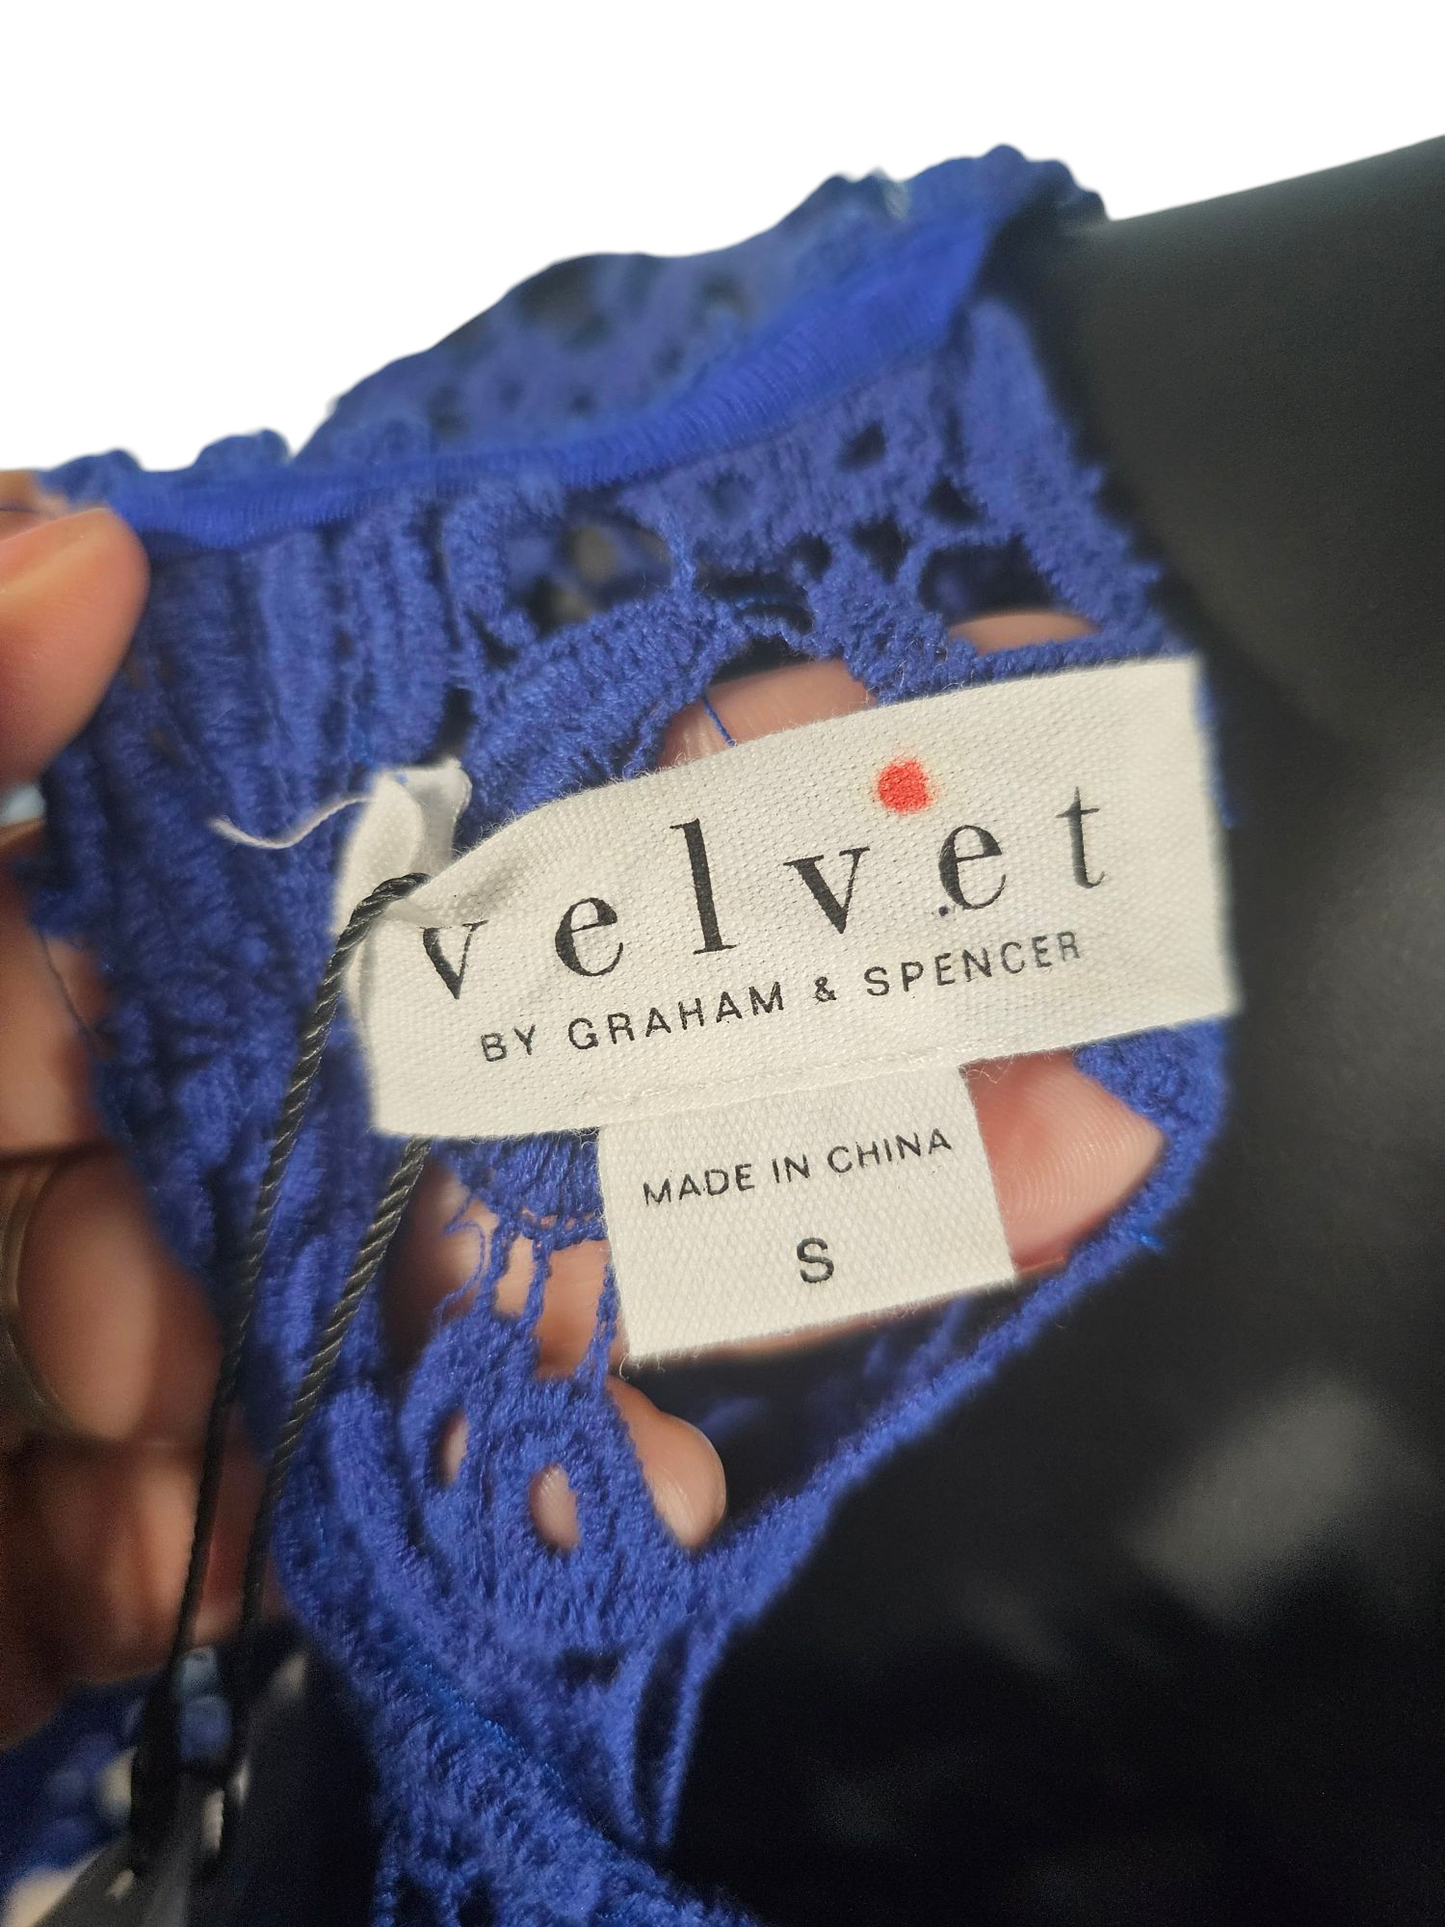 velvet
BY GRAHAM & SPENCER
MADE IN CHINA
S